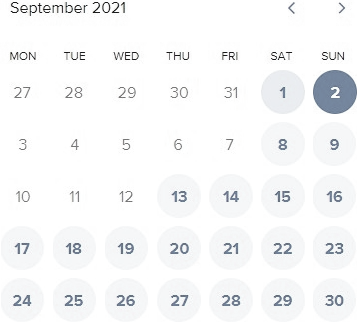 September 2021
MON TUE WED THU FRI SAT SUN
27 28 29 30 31 1 2
3 4 5 6 7 8 9
10 11 12 13 14 15 16
17 18 19 20 21 22 23
24 25 26 27 28 29 30